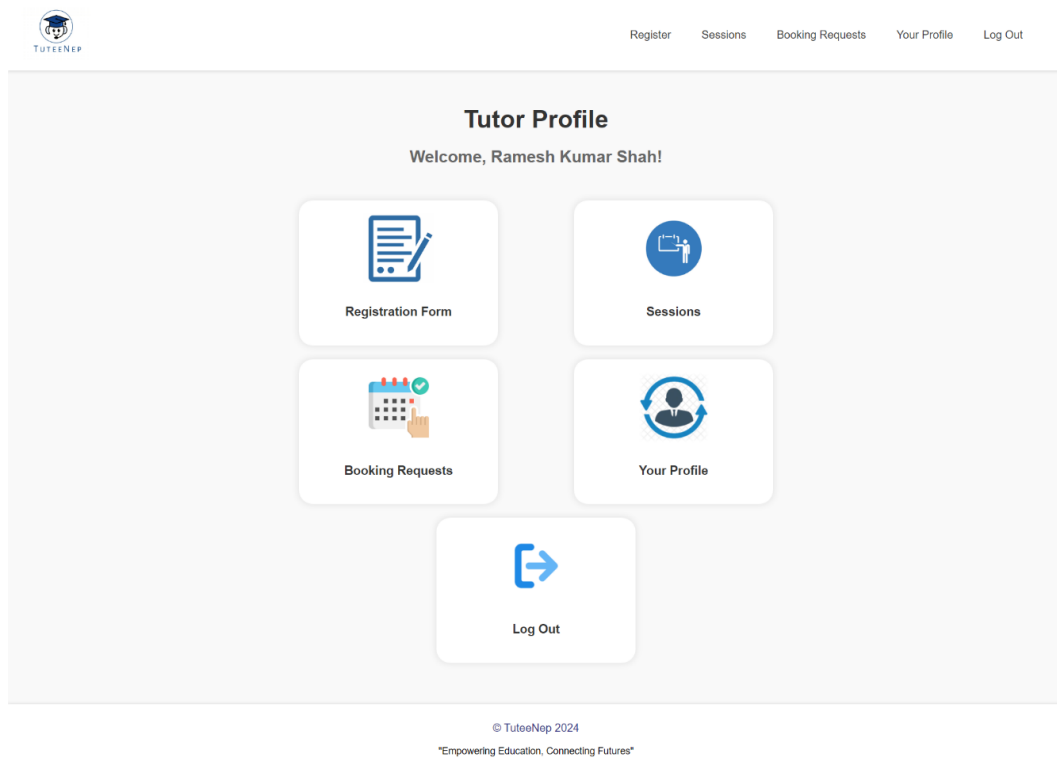 TUTEENEP
Register Sessions Booking Requests Your Profile Log Out
Tutor Profile
Welcome, Ramesh Kumar Shah!
Registration Form
Sessions
Booking Requests
Your Profile
Log Out
© TuteeNep 2024
"Empowering Education, Connecting Futures"